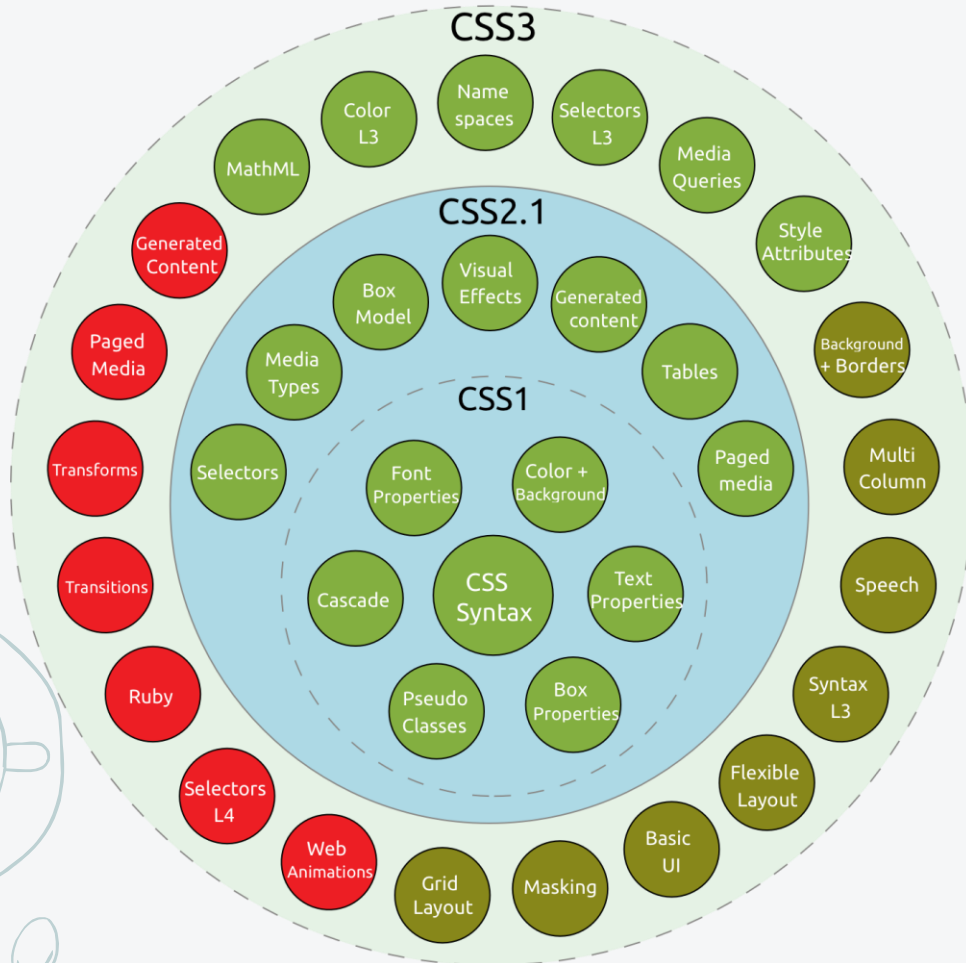 CSS3
Name
spaces
Selectors
L3
Media
Queries
Style
Attributes
Background
+ Borders
Multi
Column
Speech
Syntax
L3
Flexible
Layout
Basic
UI
Masking
Grid
Layout
Web
Animations
Selectors
L4
Ruby
Transitions
Transforms
Paged
Media
Generated
Content
MathML
Color
L3
CSS2.1
Selectors
Media
Types
Box
Model
Visual
Effects
Generated
content
Tables
Paged
media
CSS1
Font
Properties
Color +
Background
Cascade
CSS
Syntax
Text
Properties
Pseudo
Classes
Box
Properties